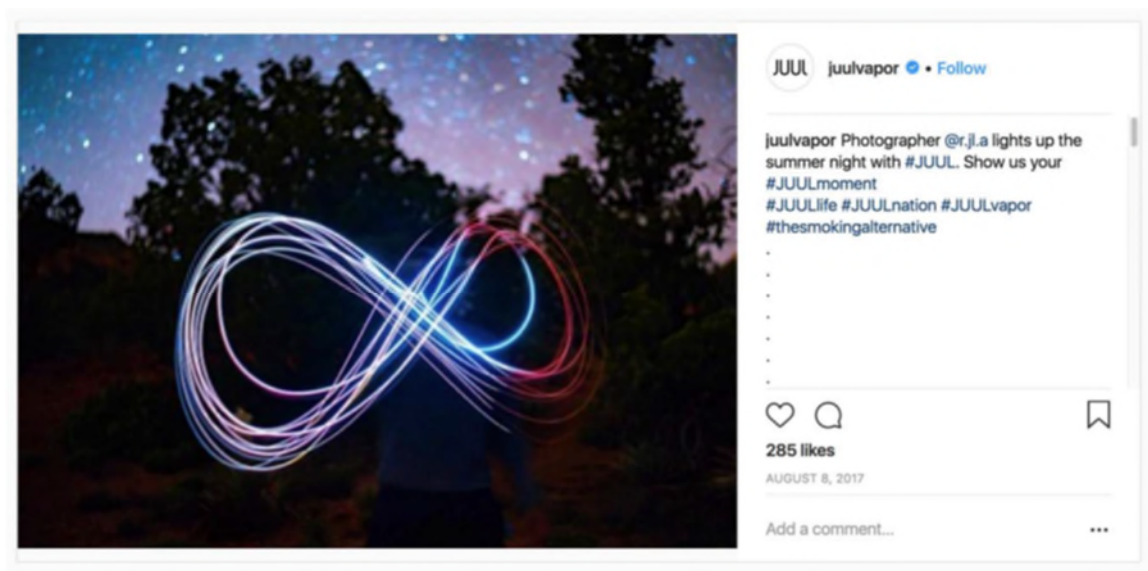 JUUL juulvapor • Follow
juulvapor Photographer @r.jl.a lights up the
summer night with #JUUL. Show us your
#JUULmoment
#JUULlife #JUULnation #JUULvapor
#thesmokingalternative
.
.
.
.
.
.
.
285 likes
AUGUST 8, 2017
Add a comment...